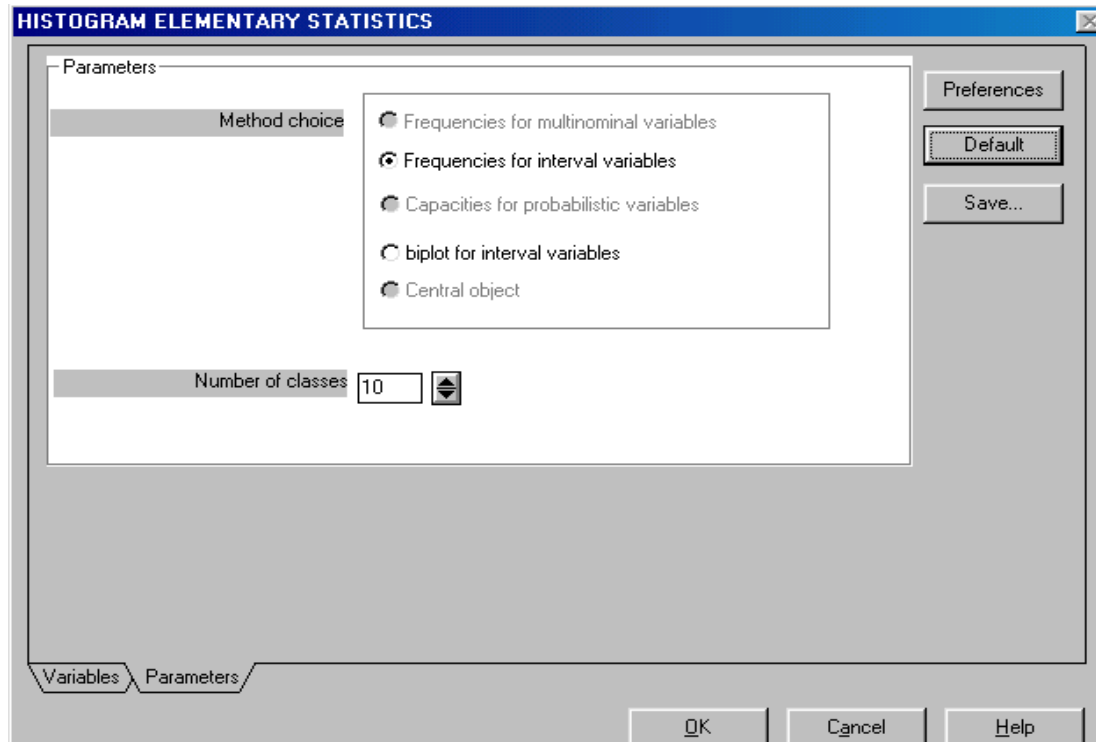 HISTOGRAM ELEMENTARY STATISTICS
Parameters
Preferences
Method choice
Frequencies for multinominal variables
Default
Frequencies for interval variables
Capacities for probabilistic variables
Save...
biplot for interval variables
Central object
Number of classes 10
Variables Parameters
OK Cancel Help